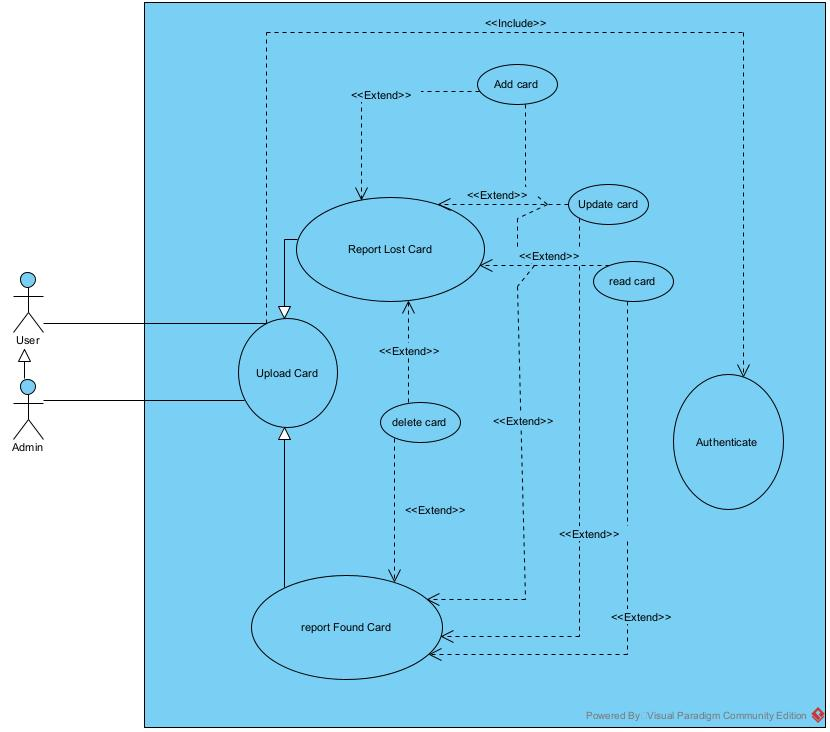 <<Include>>
Add card
<<Extend>>
<<Extend>>
Update card
Report Lost Card
<<Extend>>
read card
User
<<Extend>>
Upload Card
delete card
<<Extend>>
Authenticate
Admin
<<Extend>>
<<Extend>>
<<Extend>>
report Found Card
Powered By: Visual Paradigm Community Edition